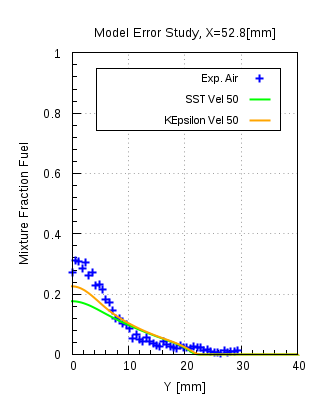 Model Error Study, X=52.8[mm]
Exp. Air
SST Vel 50
KEpsilon Vel 50
Mixture Fraction Fuel
1
0.8
0.6
0.4
0.2
0
0 10 20 30 40
Y [mm]